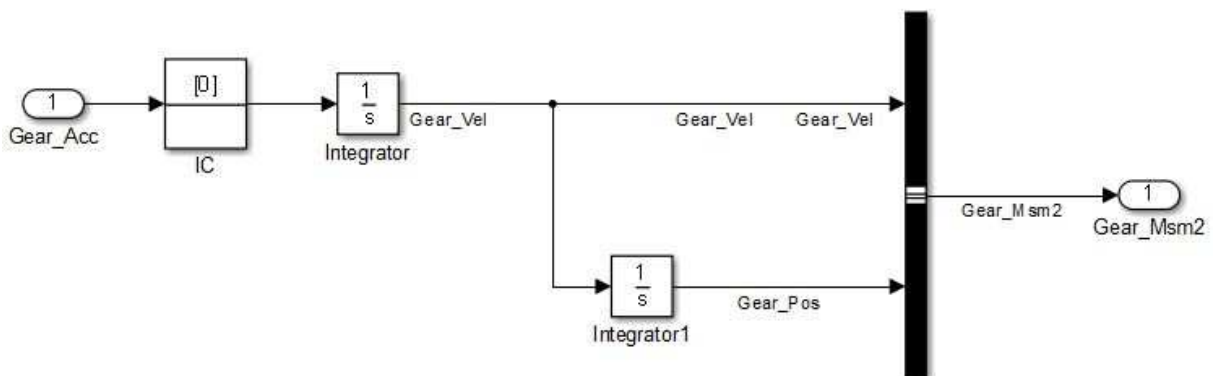 1
Gear_Acc
[0]
IC
1
s
Integrator
Gear_Vel
Gear_Vel
Gear_Vel
1
s
Integrator1
Gear_Pos
Gear_Msm2
1
Gear_Msm2